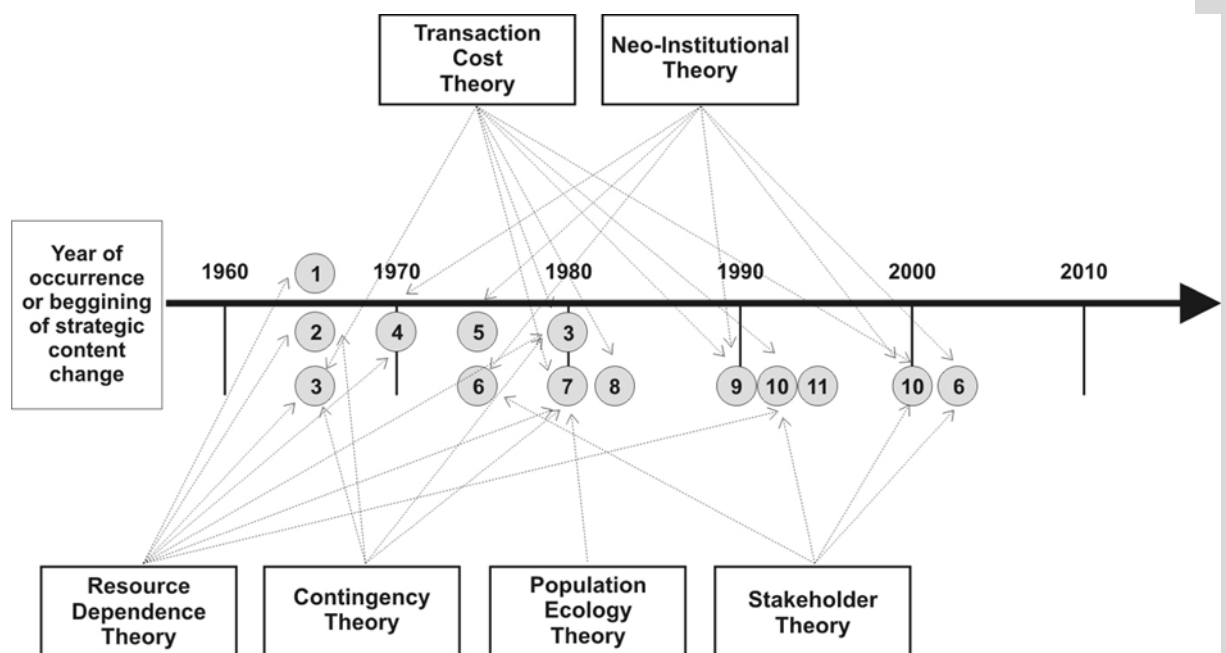 Transaction
Cost
Theory
Neo-Institutional
Theory
Year of
occurrence
or beggining
of strategic
content
change
1960
1970
1980
1990
2000
2010
1
2
4
5
3
3
6
7
8
9
10
11
10
6
Resource
Dependence
Theory
Contingency
Theory
Population
Ecology
Theory
Stakeholder
Theory